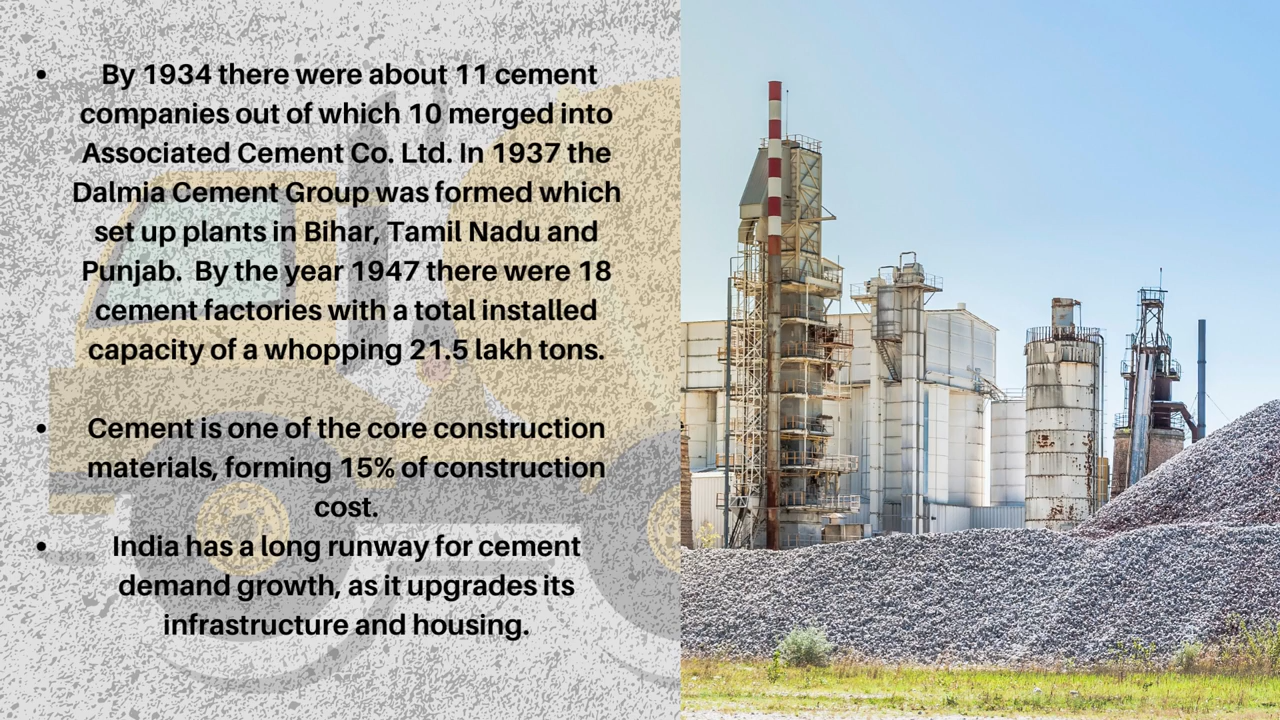 • By 1934 there were about 11 cement
companies out of which 10 merged into
Associated Cement Co. Ltd. In 1937 the
Dalmia Cement Group was formed which
set up plants in Bihar, Tamil Nadu and
Punjab.  By the year 1947 there were 18
cement factories with a total installed
capacity of a whopping 21.5 lakh tons.
• Cement is one of the core construction
materials, forming 15% of construction
cost.
• India has a long runway for cement
demand growth, as it upgrades its
infrastructure and housing.